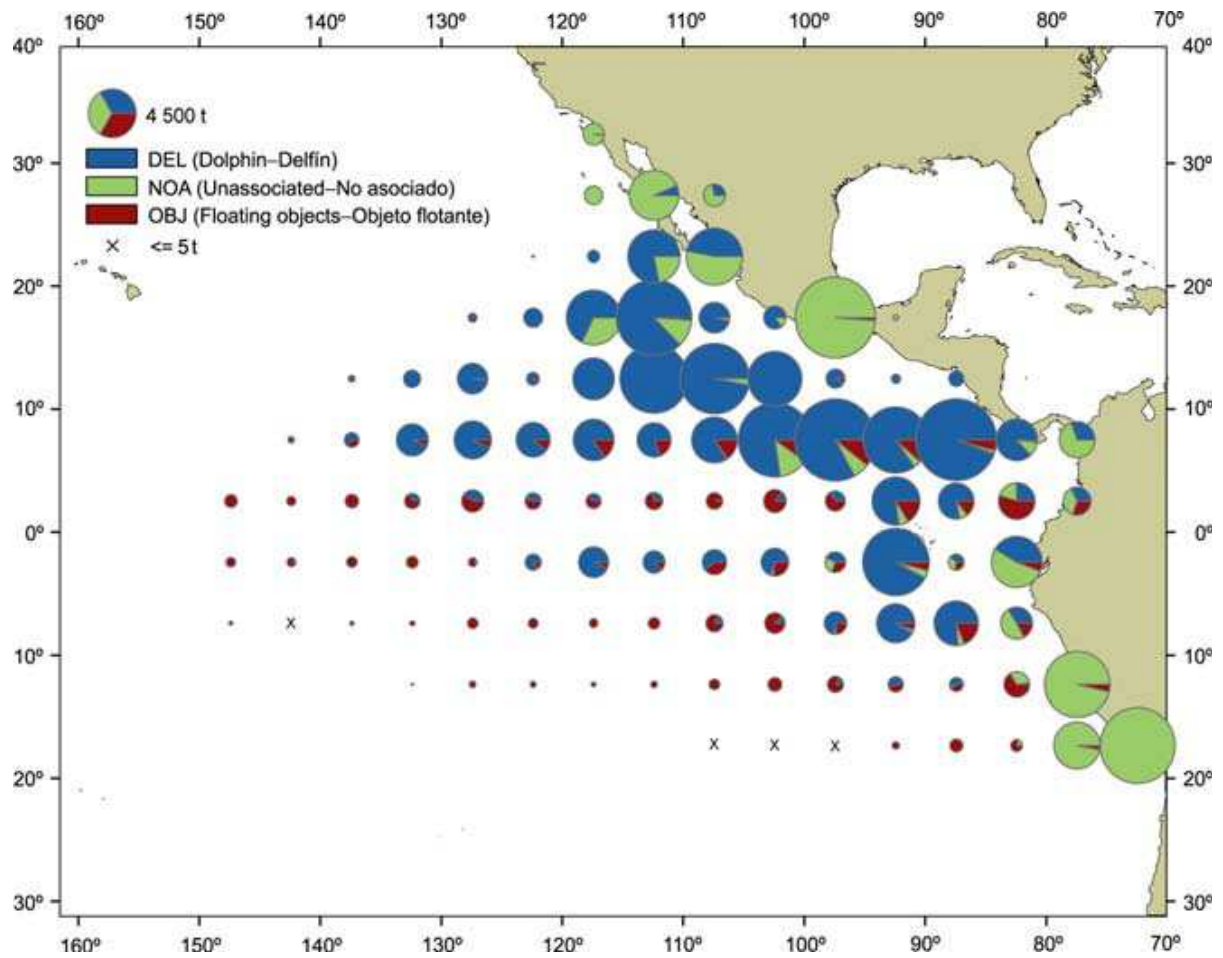 160º 150º 140º 130º 120º 110º 100º 90º 80º 70º
40º 40º
4 500 t
DEL (Dolphin–Delfín)
30º 30º
NOA (Unassociated–No asociado)
OBJ (Floating objects–Objeto flotante)
× <= 5 t
20º 20º
10º 10º
0º 0º
X
10º 10º
X X X
20º 20º
30º 30º
160º 150º 140º 130º 120º 110º 100º 90º 80º 70º